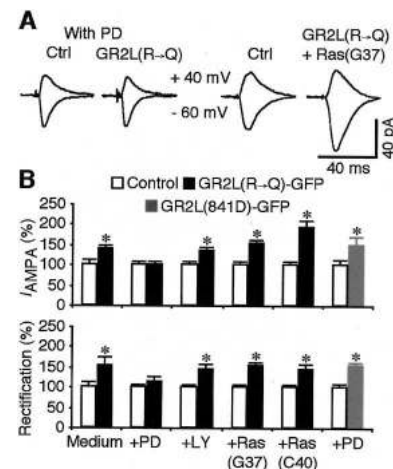 A
With PD
Ctrl GR2L(R→Q) Ctrl GR2L(R→Q) + Ras(G37)
+ 40 mV
- 60 mV
40 pA
40 ms
B
Control GR2L(R→Q)-GFP
GR2L(841D)-GFP
I AMPA (%)
250
200
150
100
50
0
* * * * *
Rectification (%)
200
150
100
50
0
* * * * *
Medium +PD +LY +Ras (G37) +Ras (C40) +PD